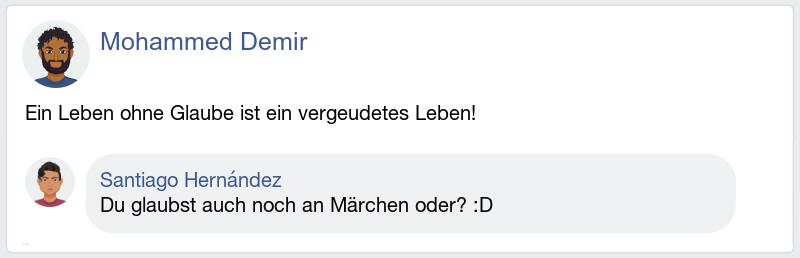 Mohammed Demir
Ein Leben ohne Glaube ist ein vergeudetes Leben!
Santiago Hernández
Du glaubst auch noch an Märchen oder? :D